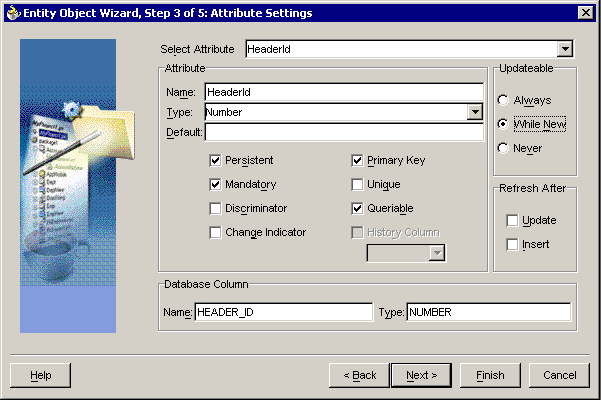 Entity Object Wizard, Step 3 of 5: Attribute Settings
Select Attribute HeaderId
Attribute
Name: HeaderId
Type: Number
Default:
Persistent Primary Key
Mandatory Unique
Discriminator Queriable
Change Indicator History Column
Updateable
Always
While New
Never
Refresh After
Update
Insert
Database Column
Name: HEADER_ID Type: NUMBER
Help < Back Next > Finish Cancel